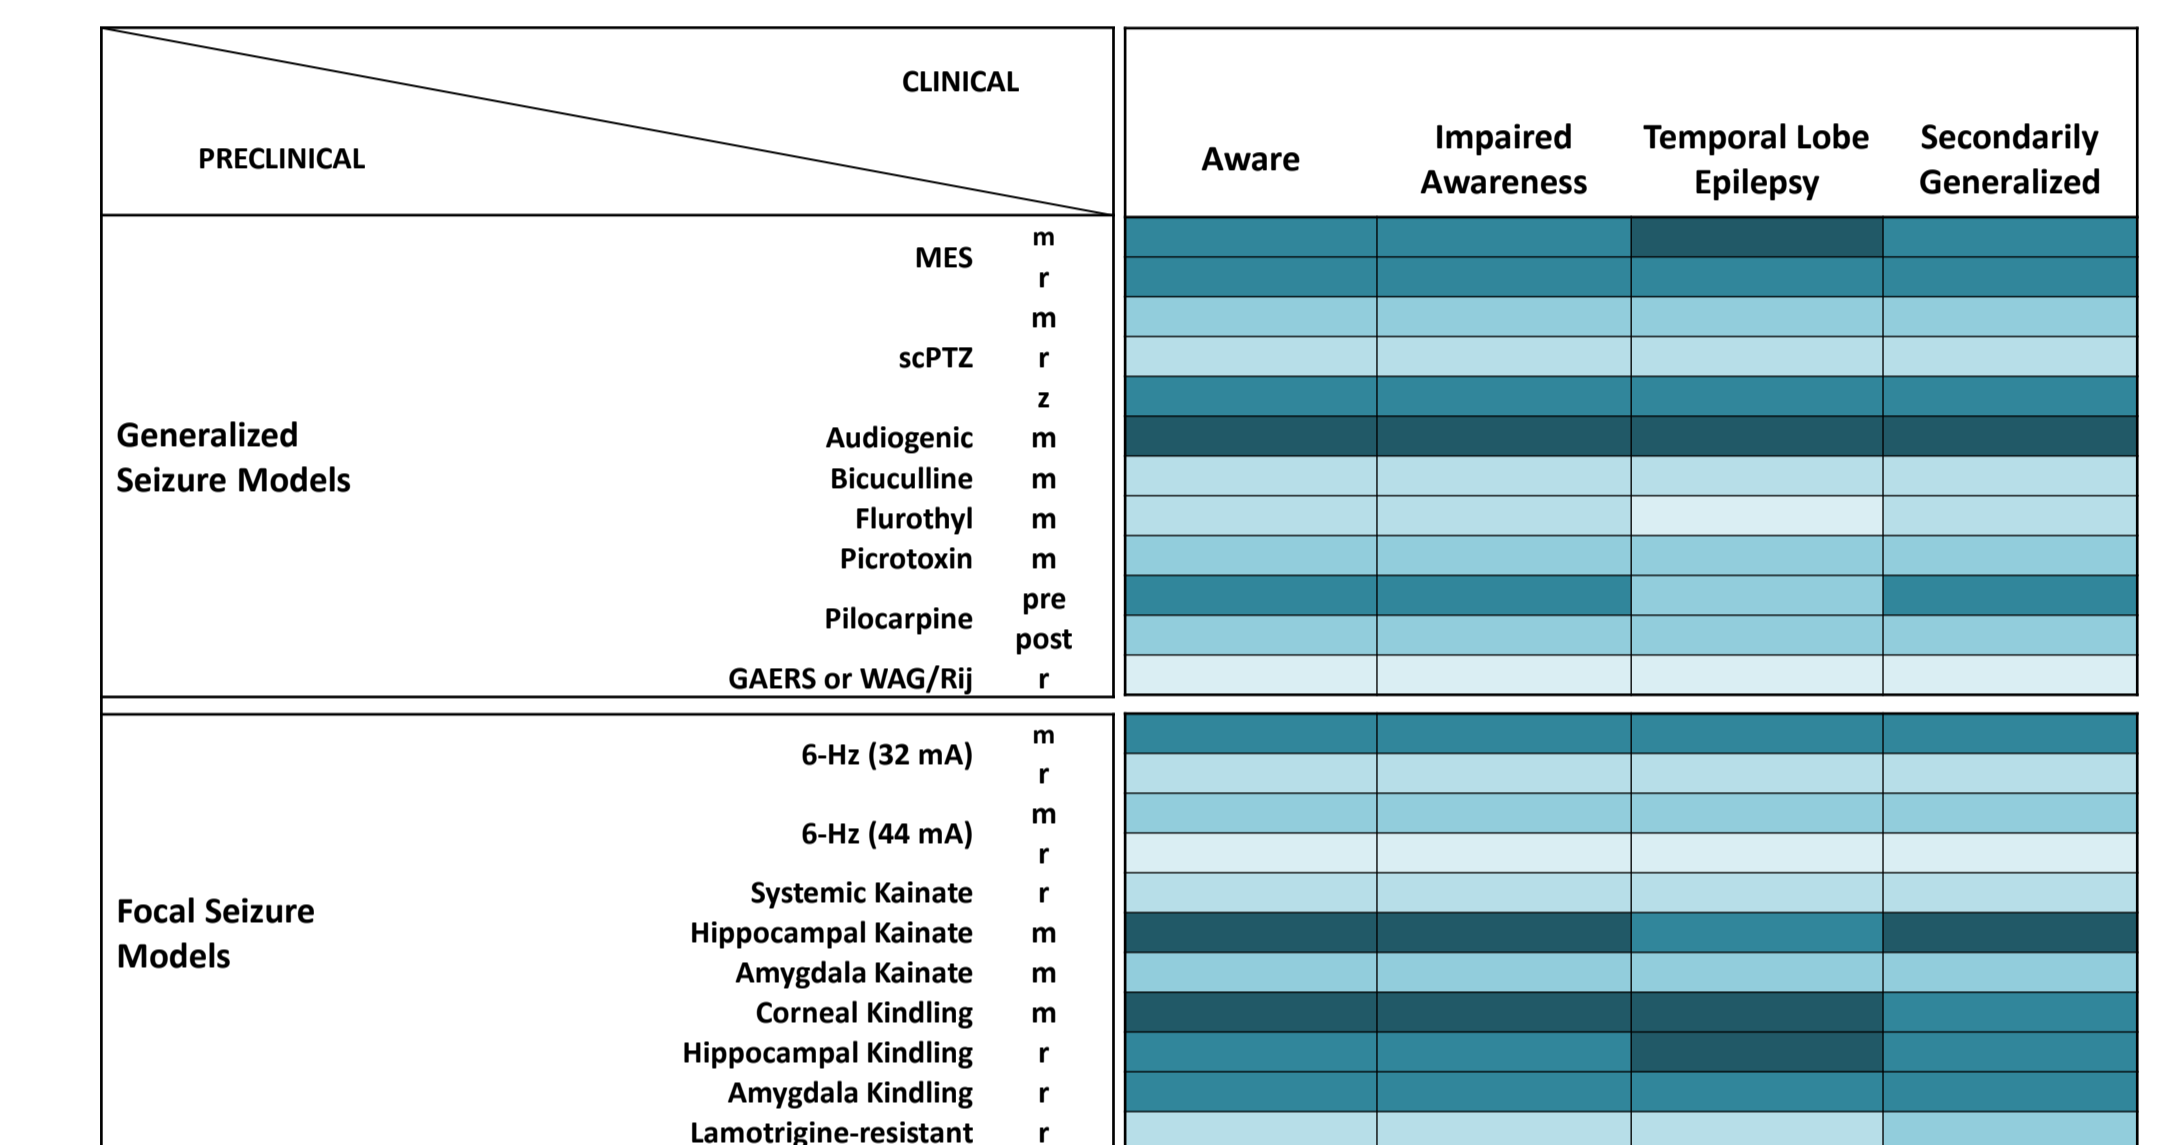 CLINICAL
PRECLINICAL
Aware
Impaired
Awareness
Temporal Lobe
Epilepsy
Secondarily
Generalized
Generalized
Seizure Models
MES
m
r
scPTZ
m
r
z
Audiogenic m
Bicuculline m
Flurothyl m
Picrotoxin m
Pilocarpine
pre
post
GAERS or WAG/Rij r
Focal Seizure
Models
6-Hz (32 mA)
m
r
6-Hz (44 mA)
m
r
Systemic Kainate r
Hippocampal Kainate m
Amygdala Kainate m
Corneal Kindling m
Hippocampal Kindling r
Amygdala Kindling r
Lamotrigine-resistant r